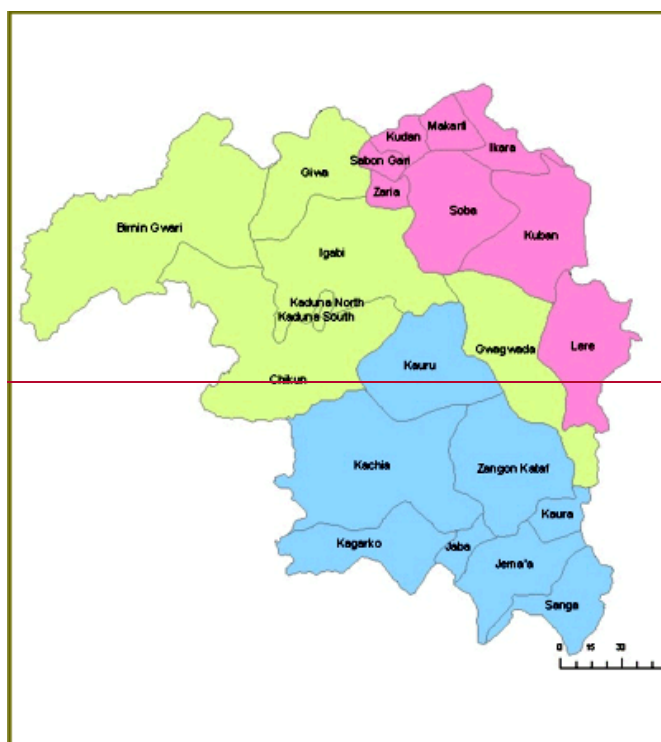 Makarfi
Kudan
Ikara
Sabon Gari
Giwa
Zaria
Soba
Birnin Gwari
Kuban
Igabi
Kaduna North
Kaduna South
Gwagwada
Lere
Kauru
Chikun
Kachia
Zangon Kataf
Kaura
Kagarko
Jaba
Jema'a
Sanga
0 15 30